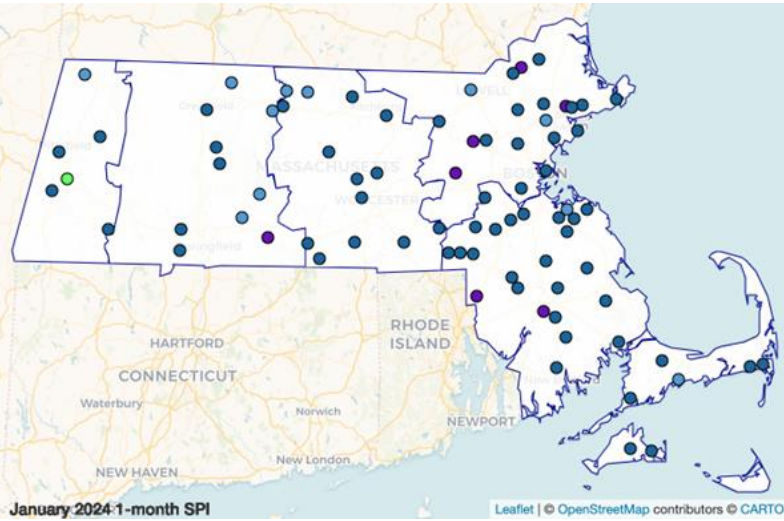 LOWELL
MASSACHUSETTS
WORCESTER
BOSTON
Springfield
RHODE
ISLAND
HARTFORD
CONNECTICUT
Waterbury
Norwich
NEWPORT
New London
NEW HAVEN
January 2024 1-month SPI
Leaflet | © OpenStreetMap contributors © CARTO